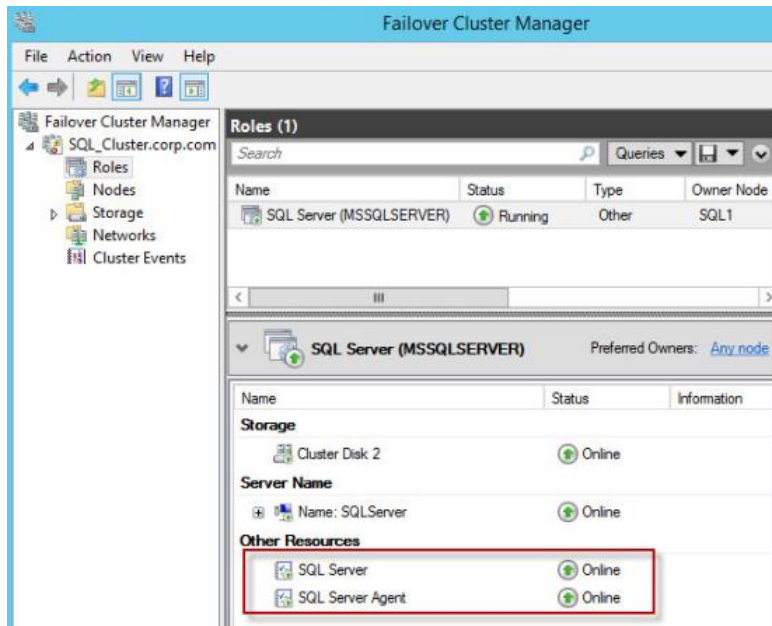 Failover Cluster Manager
File Action View Help
Failover Cluster Manager
SQL_Cluster.corp.com
Roles
Nodes
Storage
Networks
Cluster Events
Roles (1)
Search
Queries
Name Status Type Owner Node
SQL Server (MSSQLSERVER) Running Other SQL1
SQL Server (MSSQLSERVER) Preferred Owners: Any node
Name Status Information
Storage
Cluster Disk 2 Online
Server Name
Name: SQLServer Online
Other Resources
SQL Server Online
SQL Server Agent Online